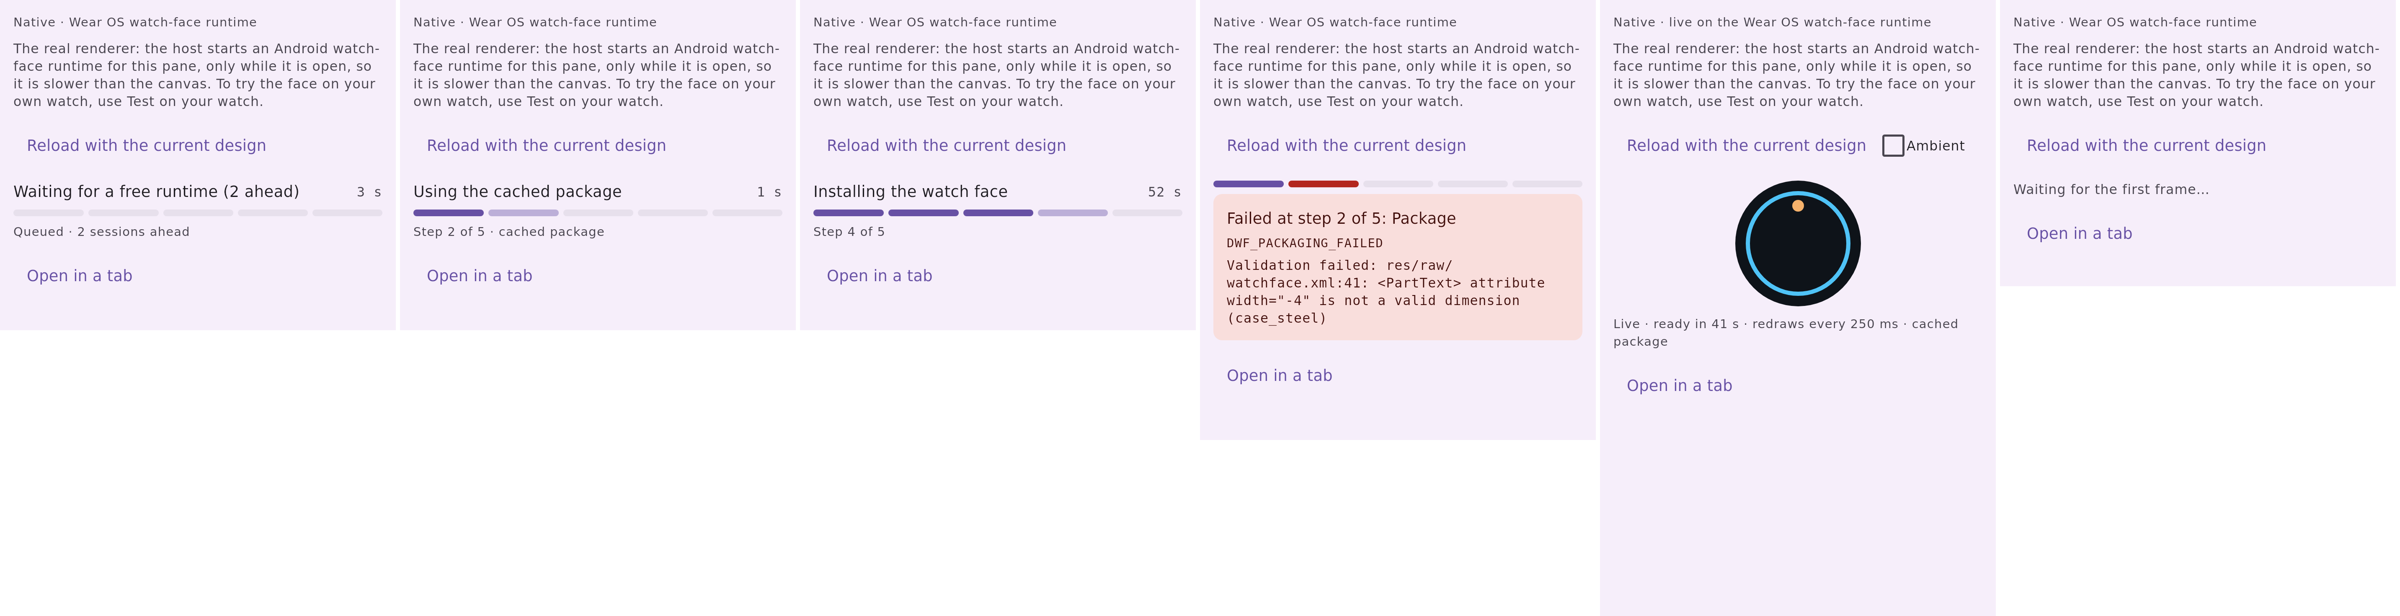 Native · Wear OS watch-face runtime
The real renderer: the host starts an Android watch-
face runtime for this pane, only while it is open, so
it is slower than the canvas. To try the face on your
own watch, use Test on your watch.
Reload with the current design
Waiting for a free runtime (2 ahead) 3 s
Queued · 2 sessions ahead
Open in a tab
Native · Wear OS watch-face runtime
The real renderer: the host starts an Android watch-
face runtime for this pane, only while it is open, so
it is slower than the canvas. To try the face on your
own watch, use Test on your watch.
Reload with the current design
Using the cached package 1 s
Step 2 of 5 · cached package
Open in a tab
Native · Wear OS watch-face runtime
The real renderer: the host starts an Android watch-
face runtime for this pane, only while it is open, so
it is slower than the canvas. To try the face on your
own watch, use Test on your watch.
Reload with the current design
Installing the watch face 52 s
Step 4 of 5
Open in a tab
Native · Wear OS watch-face runtime
The real renderer: the host starts an Android watch-
face runtime for this pane, only while it is open, so
it is slower than the canvas. To try the face on your
own watch, use Test on your watch.
Reload with the current design
Failed at step 2 of 5: Package
DWF_PACKAGING_FAILED
Validation failed: res/raw/
watchface.xml:41: <PartText> attribute
width="-4" is not a valid dimension
(case_steel)
Open in a tab
Native · live on the Wear OS watch-face runtime
The real renderer: the host starts an Android watch-
face runtime for this pane, only while it is open, so
it is slower than the canvas. To try the face on your
own watch, use Test on your watch.
Reload with the current design Ambient
Live · ready in 41 s · redraws every 250 ms · cached
package
Open in a tab
Native · Wear OS watch-face runtime
The real renderer: the host starts an Android watch-
face runtime for this pane, only while it is open, so
it is slower than the canvas. To try the face on your
own watch, use Test on your watch.
Reload with the current design
Waiting for the first frame…
Open in a tab